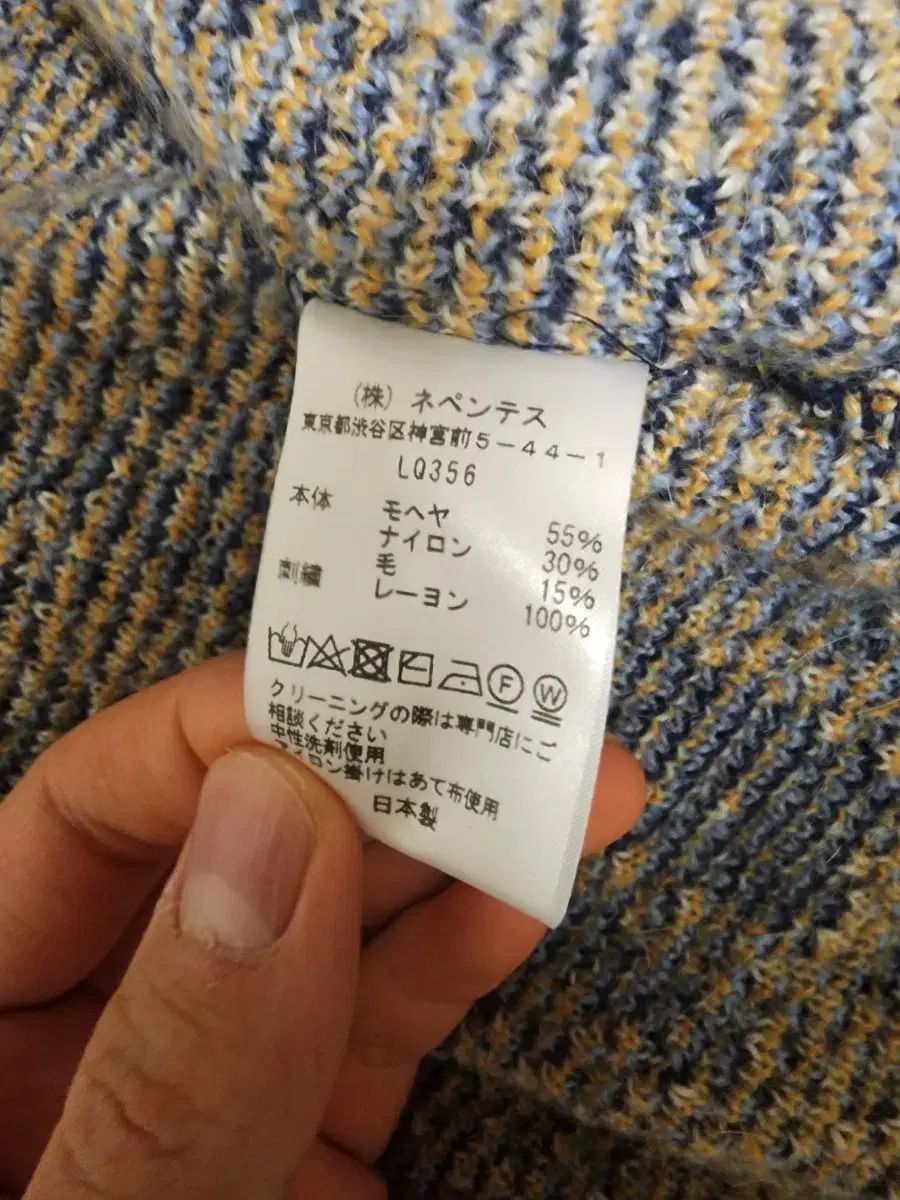 （株）ネペンテス
東京都渋谷区神宮前５－４４－１
LQ356
本体 モヘヤ 55%
ナイロン 30%
毛 15%
刺繍 レーヨン 100%
F W
クリーニングの際は専門店にご
相談ください
中性洗剤使用
アイロン掛けはあて布使用
日本製